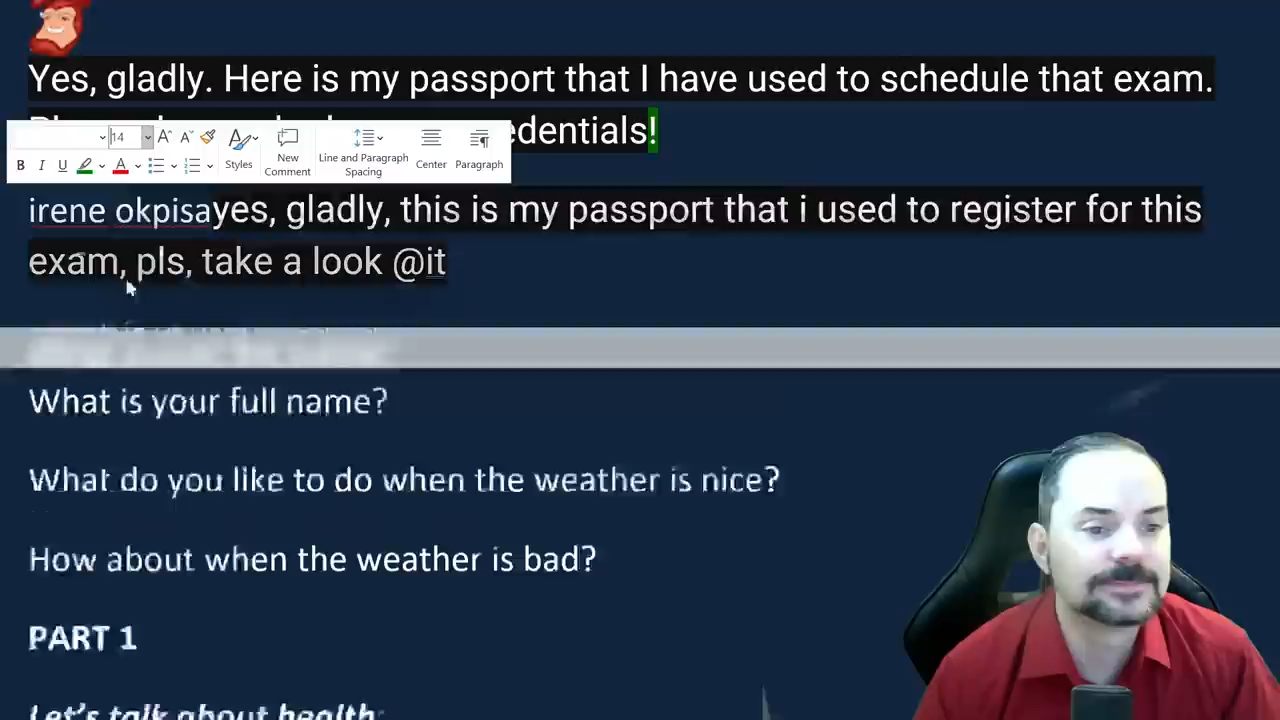 Yes, gladly. Here is my passport that I have used to schedule that exam.
edentials!
14
B I U A
Styles
New Comment
Line and Paragraph Spacing
Center
Paragraph
irene okpisayes, gladly, this is my passport that i used to register for this
exam, pls, take a look @it
What is your full name?
What do you like to do when the weather is nice?
How about when the weather is bad?
PART 1
Let's talk about health: